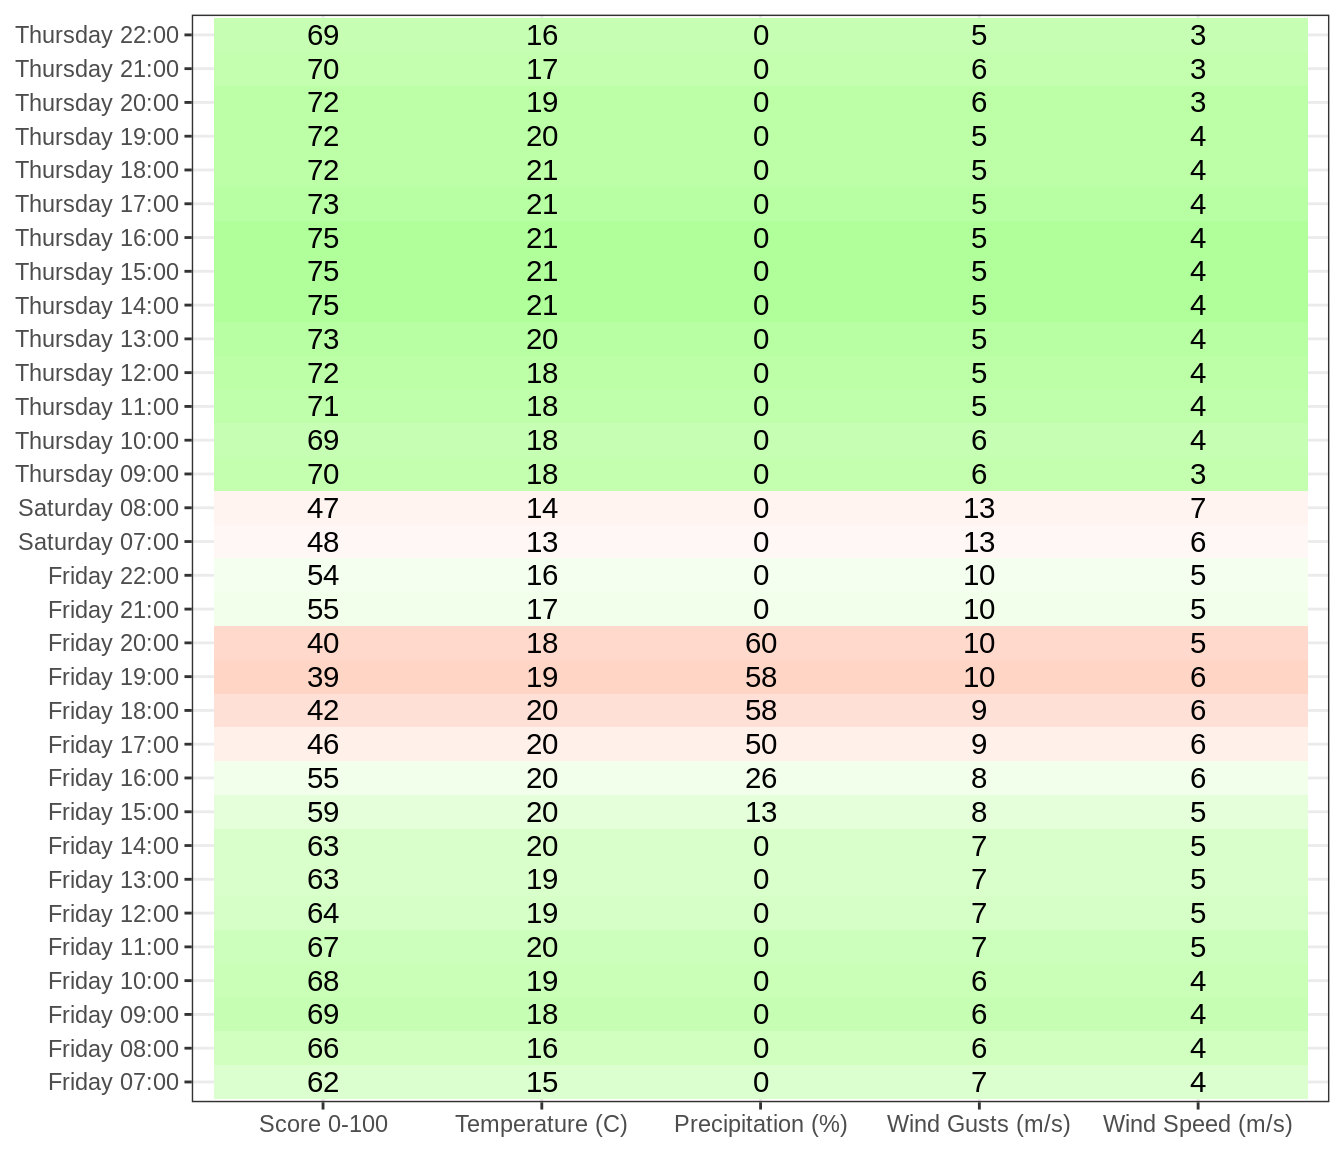 Thursday 22:00 69 16 0 5 3
Thursday 21:00 70 17 0 6 3
Thursday 20:00 72 19 0 6 3
Thursday 19:00 72 20 0 5 4
Thursday 18:00 72 21 0 5 4
Thursday 17:00 73 21 0 5 4
Thursday 16:00 75 21 0 5 4
Thursday 15:00 75 21 0 5 4
Thursday 14:00 75 21 0 5 4
Thursday 13:00 73 20 0 5 4
Thursday 12:00 72 18 0 5 4
Thursday 11:00 71 18 0 5 4
Thursday 10:00 69 18 0 6 4
Thursday 09:00 70 18 0 6 3
Saturday 08:00 47 14 0 13 7
Saturday 07:00 48 13 0 13 6
Friday 22:00 54 16 0 10 5
Friday 21:00 55 17 0 10 5
Friday 20:00 40 18 60 10 5
Friday 19:00 39 19 58 10 6
Friday 18:00 42 20 58 9 6
Friday 17:00 46 20 50 9 6
Friday 16:00 55 20 26 8 6
Friday 15:00 59 20 13 8 5
Friday 14:00 63 20 0 7 5
Friday 13:00 63 19 0 7 5
Friday 12:00 64 19 0 7 5
Friday 11:00 67 20 0 7 5
Friday 10:00 68 19 0 6 4
Friday 09:00 69 18 0 6 4
Friday 08:00 66 16 0 6 4
Friday 07:00 62 15 0 7 4
Score 0-100 Temperature (C) Precipitation (%) Wind Gusts (m/s) Wind Speed (m/s)